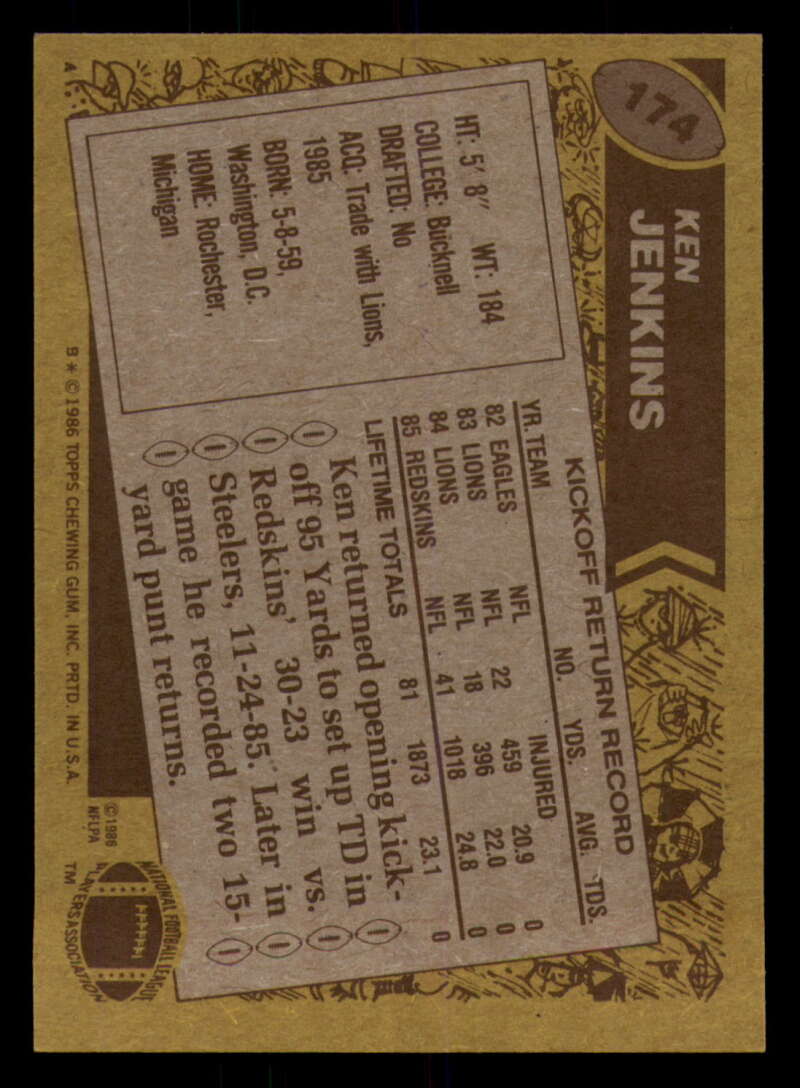 174
KEN
JENKINS
HT: 5' 8" WT: 184
COLLEGE: Bucknell
DRAFTED: No
ACQ: Trade with Lions,
1985
BORN: 5-8-59,
Washington, D.C.
HOME: Rochester,
Michigan
KICKOFF RETURN RECORD
YR. TEAM NO. YDS. AVG. TDS.
82 EAGLES NFL INJURED
83 LIONS NFL 22 459 20.9 0
84 LIONS NFL 18 396 22.0 0
85 REDSKINS NFL 41 1018 24.8 0
LIFETIME TOTALS 81 1873 23.1 0
Ken returned opening kick-
off 95 Yards to set up TD in
Redskins' 30-23 win vs.
Steelers, 11-24-85. Later in
game he recorded two 15-
yard punt returns.
A
B * © 1986 TOPPS CHEWING GUM, INC. PRTD. IN U.S.A.
© 1986
NFLPA
NATIONAL FOOTBALL LEAGUE
PLAYERS ASSOCIATION
TM